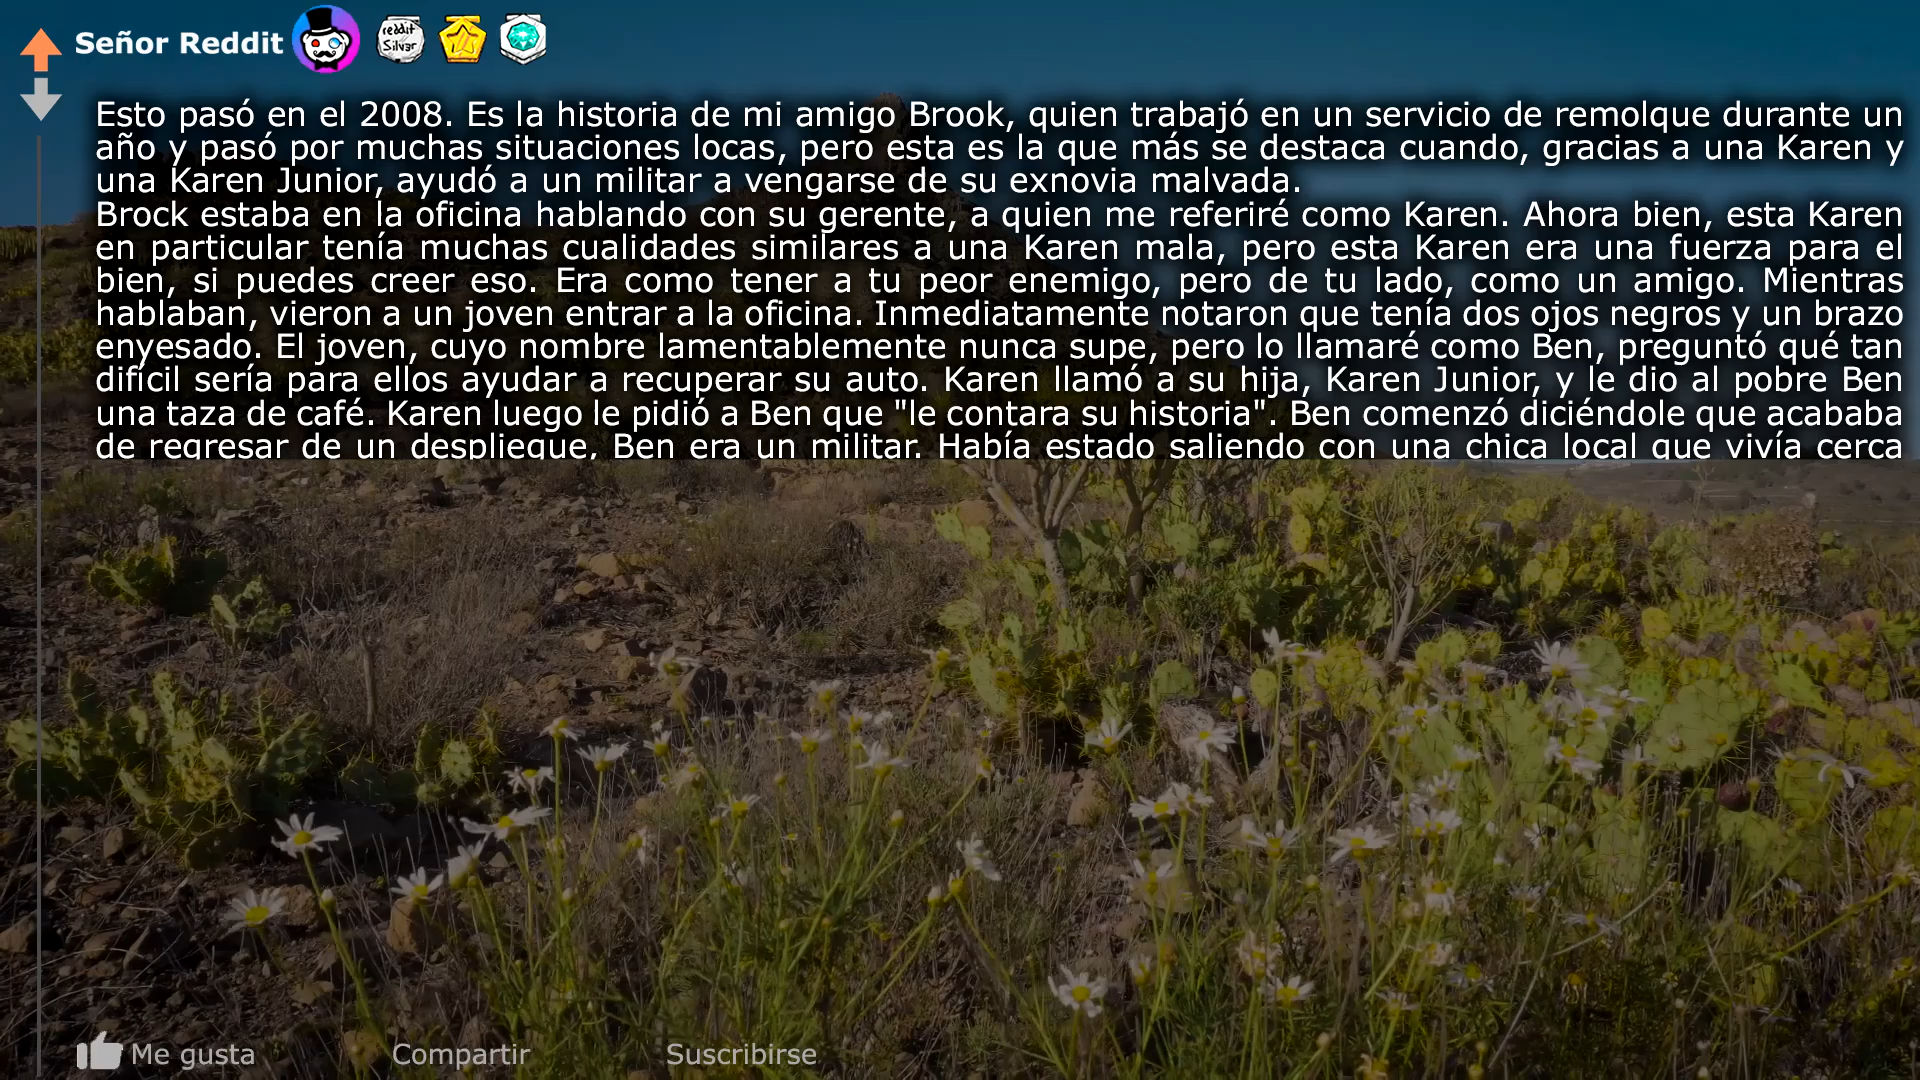 Señor Reddit
reddit
Silvər
Esto pasó en el 2008. Es la historia de mi amigo Brook, quien trabajó en un servicio de remolque durante un
año y pasó por muchas situaciones locas, pero esta es la que más se destaca cuando, gracias a una Karen y
una Karen Junior, ayudó a un militar a vengarse de su exnovia malvada.
Brock estaba en la oficina hablando con su gerente, a quien me referiré como Karen. Ahora bien, esta Karen
en particular tenía muchas cualidades similares a una Karen mala, pero esta Karen era una fuerza para el
bien, si puedes creer eso. Era como tener a tu peor enemigo, pero de tu lado, como un amigo. Mientras
hablaban, vieron a un joven entrar a la oficina. Inmediatamente notaron que tenía dos ojos negros y un brazo
enyesado. El joven, cuyo nombre lamentablemente nunca supe, pero lo llamaré como Ben, preguntó qué tan
difícil sería para ellos ayudar a recuperar su auto. Karen llamó a su hija, Karen Junior, y le dio al pobre Ben
una taza de café. Karen luego le pidió a Ben que "le contara su historia". Ben comenzó diciéndole que acababa
de regresar de un despliegue, Ben era un militar. Había estado saliendo con una chica local que vivía cerca
Me gusta
Compartir
Suscribirse